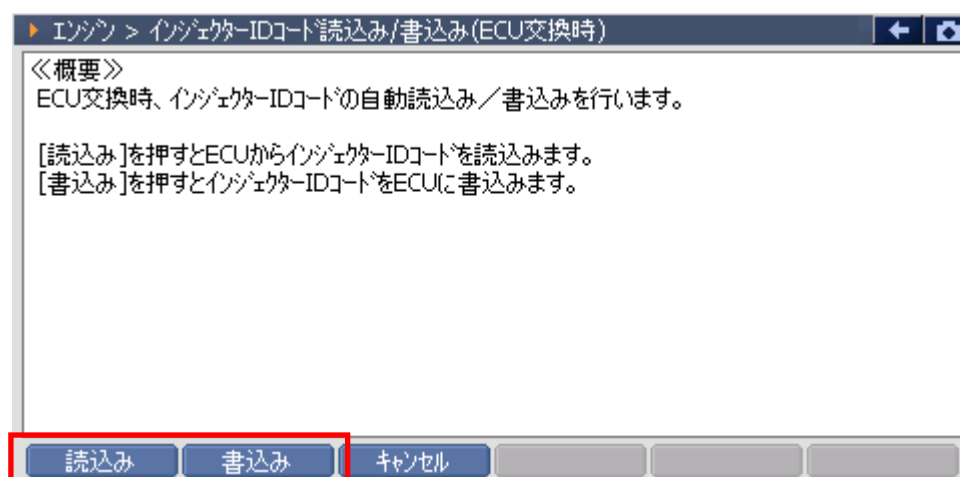 エンジン > インジェクターIDコード読込み/書込み(ECU交換時)
≪概要≫
ECU交換時、インジェクターIDコードの自動読込み／書込みを行います。
[読込み]を押すとECUからインジェクターIDコードを読込みます。
[書込み]を押すとインジェクターIDコードをECUに書込みます。
読込み 書込み キャンセル